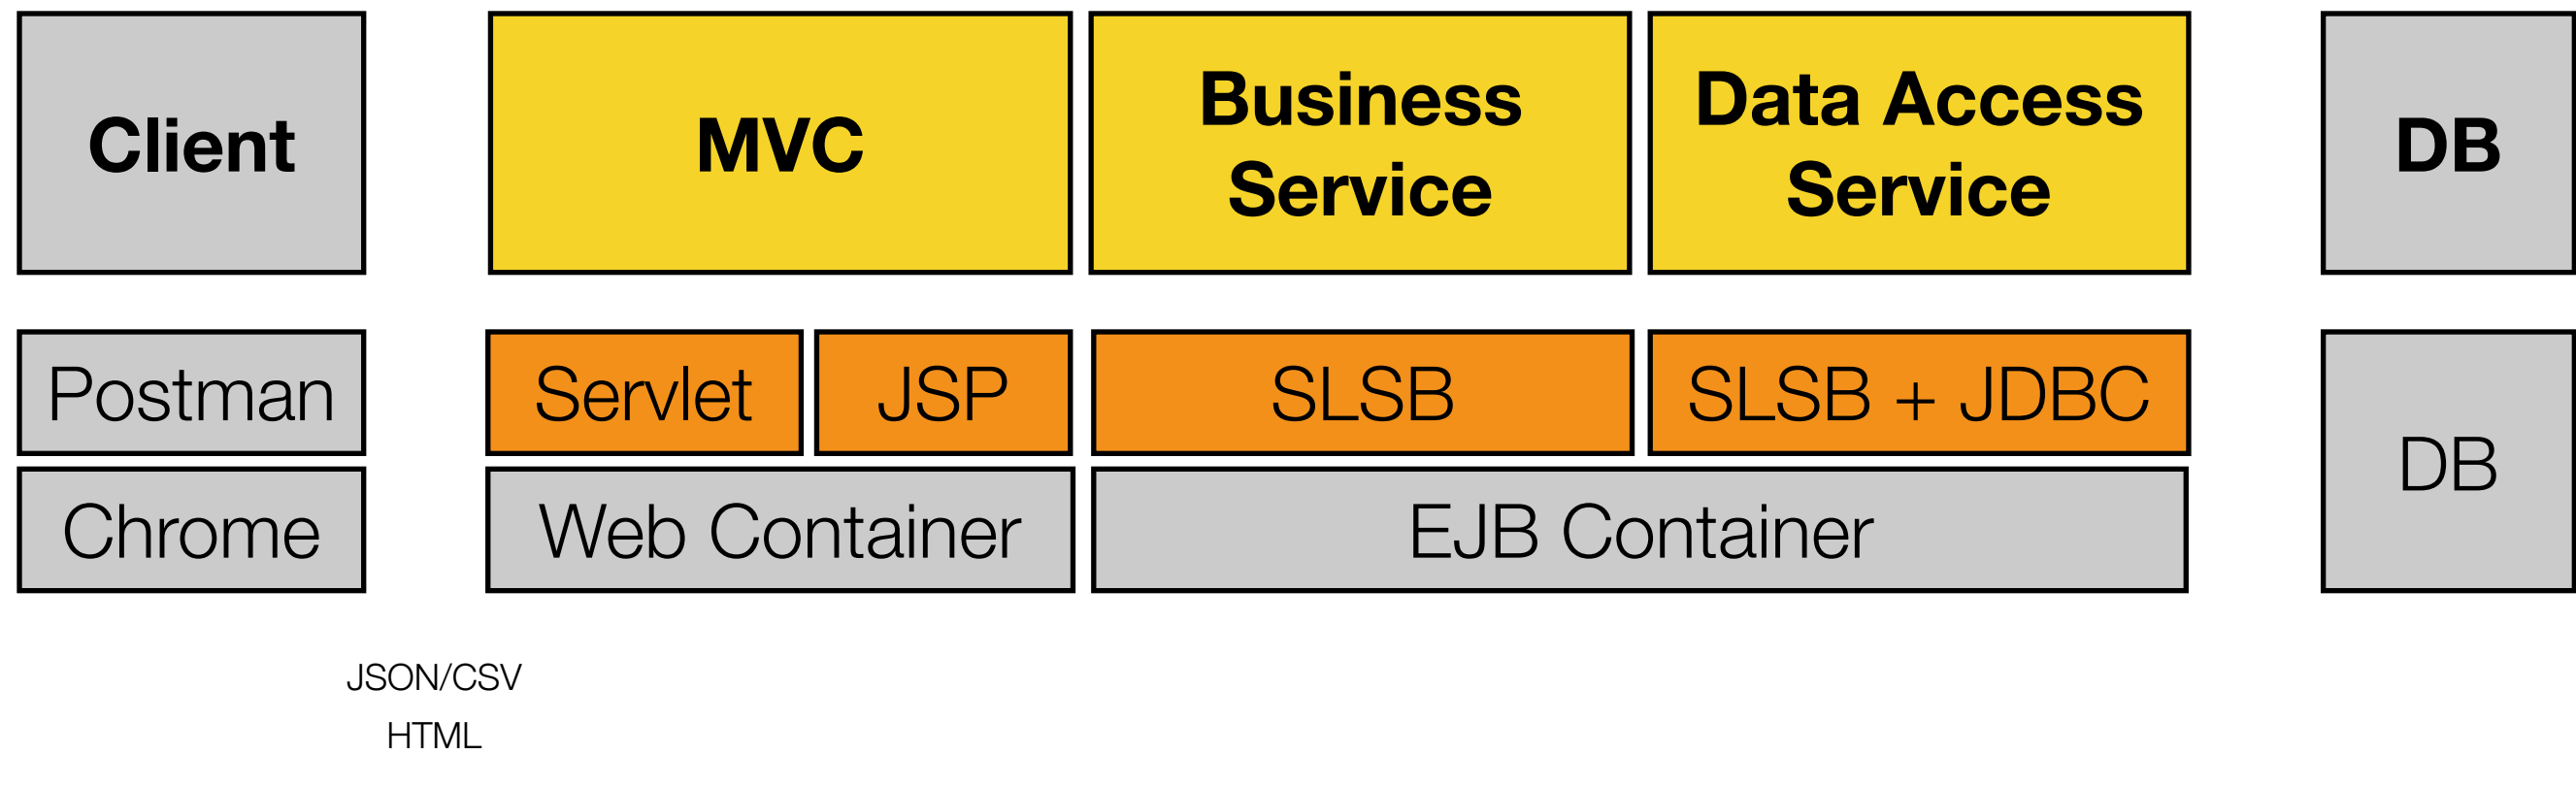 Client
MVC
Business
Service
Data Access
Service
DB
Postman
Servlet
JSP
SLSB
SLSB + JDBC
DB
Chrome
Web Container
EJB Container
JSON/CSV
HTML